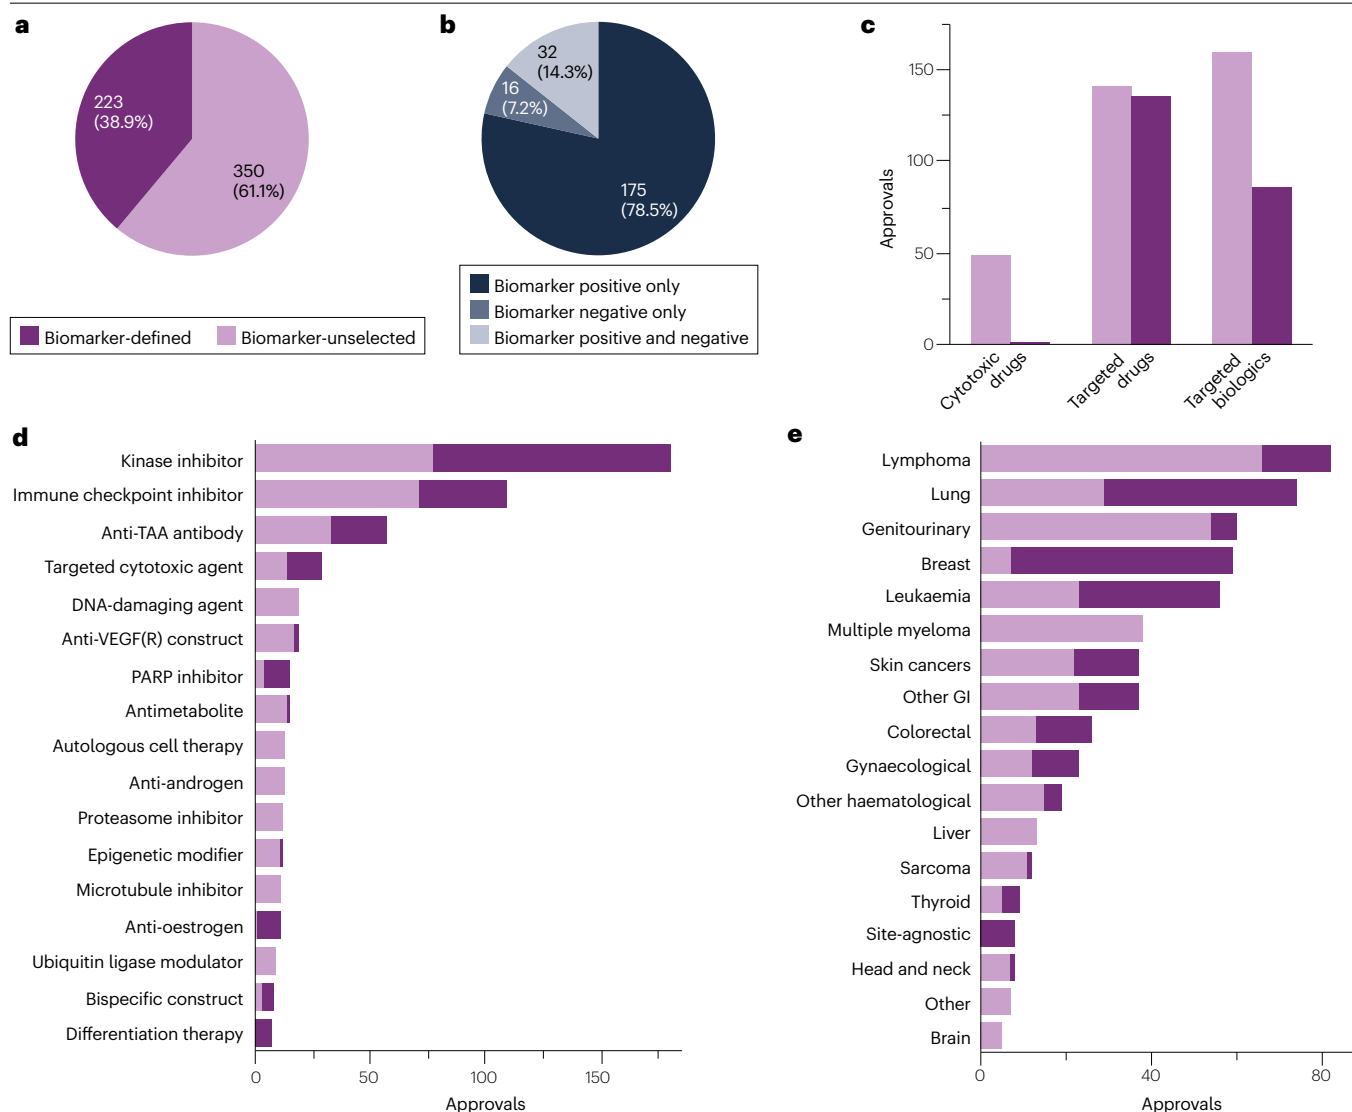 a
223
(38.9%)
350
(61.1%)
Biomarker-defined
Biomarker-unselected
b
32
(14.3%)
16
(7.2%)
175
(78.5%)
Biomarker positive only
Biomarker negative only
Biomarker positive and negative
c
Approvals
150
100
50
0
Cytotoxic
drugs
Targeted
drugs
Targeted
biologics
d
Kinase inhibitor
Immune checkpoint inhibitor
Anti-TAA antibody
Targeted cytotoxic agent
DNA-damaging agent
Anti-VEGF(R) construct
PARP inhibitor
Antimetabolite
Autologous cell therapy
Anti-androgen
Proteasome inhibitor
Epigenetic modifier
Microtubule inhibitor
Anti-oestrogen
Ubiquitin ligase modulator
Bispecific construct
Differentiation therapy
0
50
100
150
Approvals
e
Lymphoma
Lung
Genitourinary
Breast
Leukaemia
Multiple myeloma
Skin cancers
Other GI
Colorectal
Gynaecological
Other haematological
Liver
Sarcoma
Thyroid
Site-agnostic
Head and neck
Other
Brain
0
40
80
Approvals